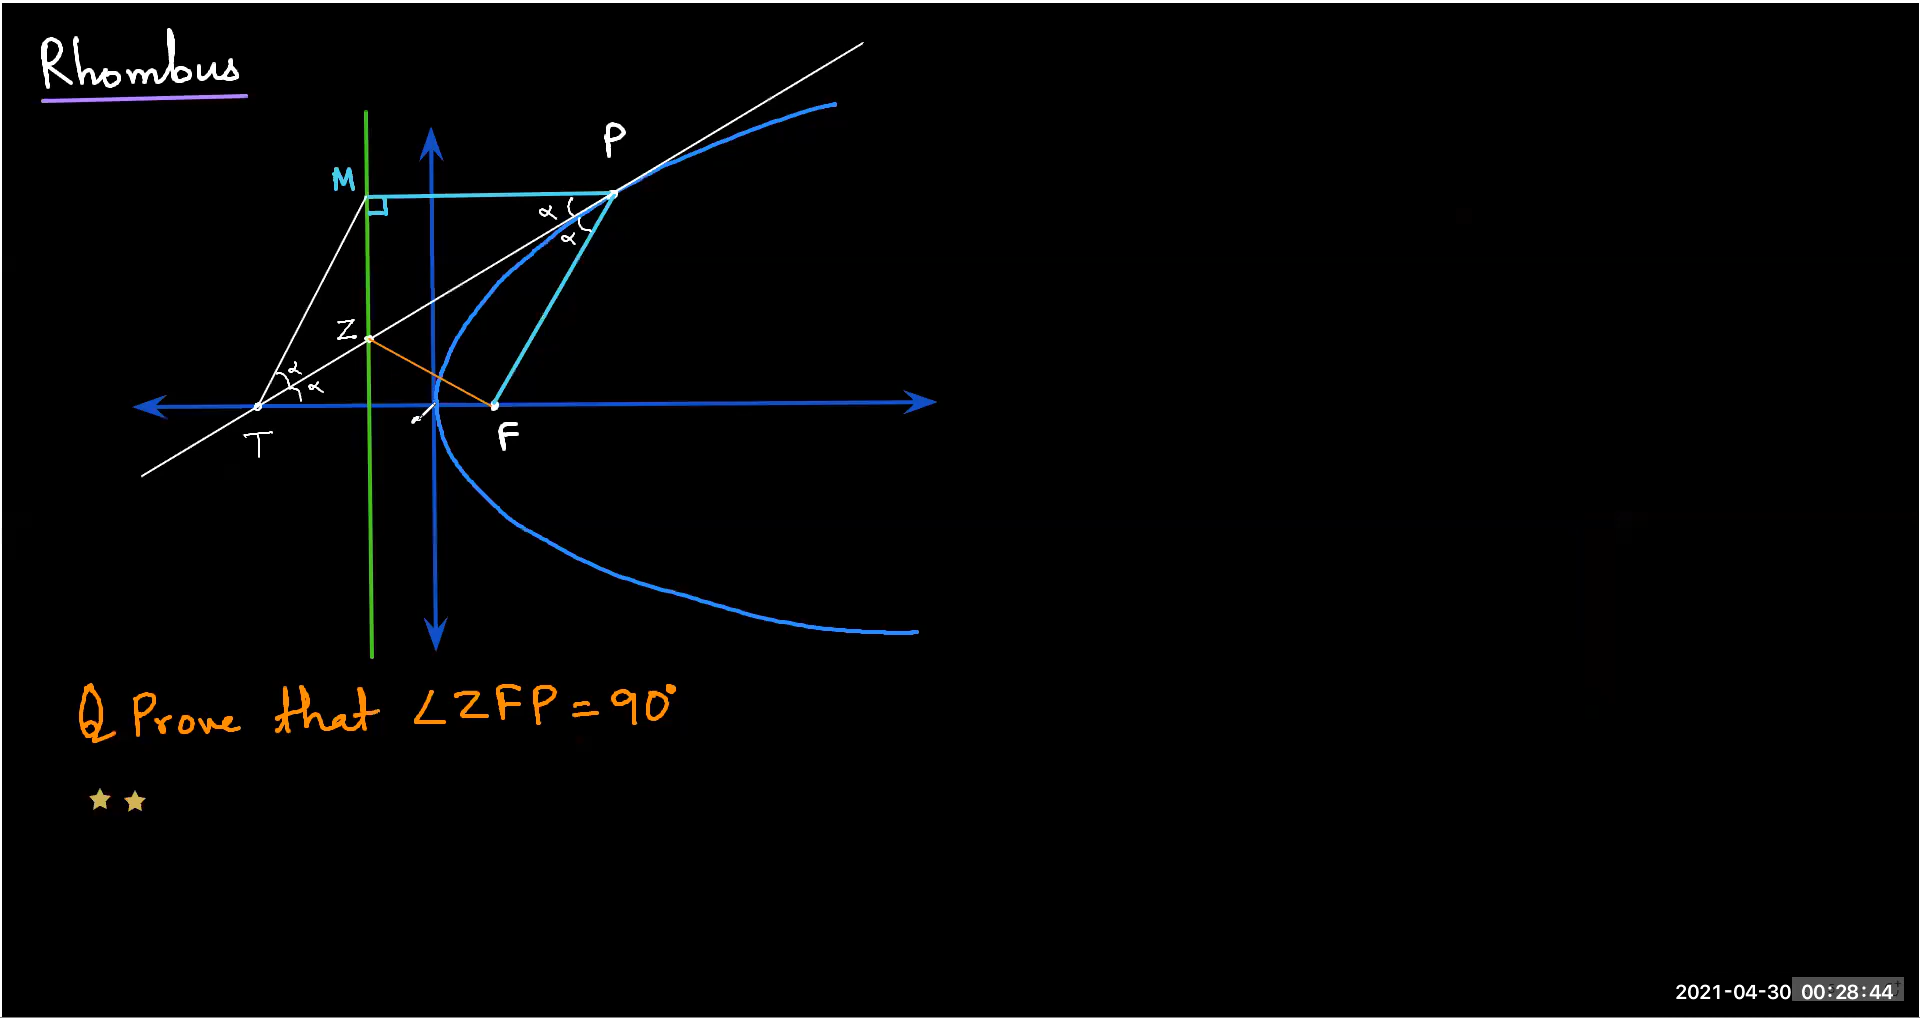 Rhombus
P
M
α
α
Z
α
α
T
F
Q Prove that ∠ZFP = 90°
2021-04-30 00:28:44